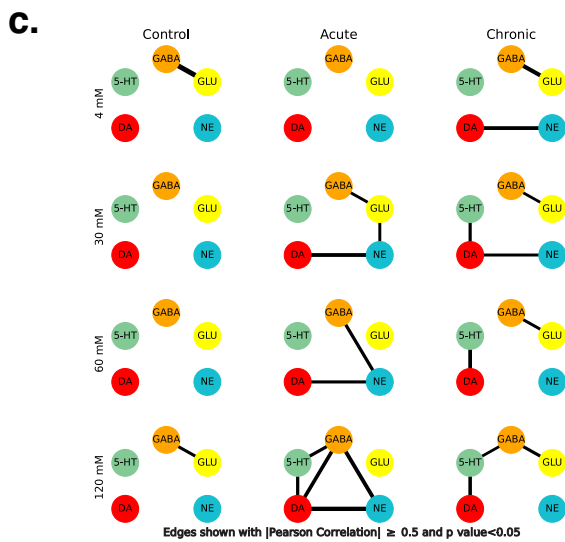 c.
Control Acute Chronic
4 mM
GABA GABA GABA
5-HT GLU 5-HT GLU 5-HT GLU
DA NE DA NE DA NE
30 mM
GABA GABA GABA
5-HT GLU 5-HT GLU 5-HT GLU
DA NE DA NE DA NE
60 mM
GABA GABA GABA
5-HT GLU 5-HT GLU 5-HT GLU
DA NE DA NE DA NE
120 mM
GABA GABA GABA
5-HT GLU 5-HT GLU 5-HT GLU
DA NE DA NE DA NE
Edges shown with |Pearson Correlation| ≥ 0.5 and p value<0.05